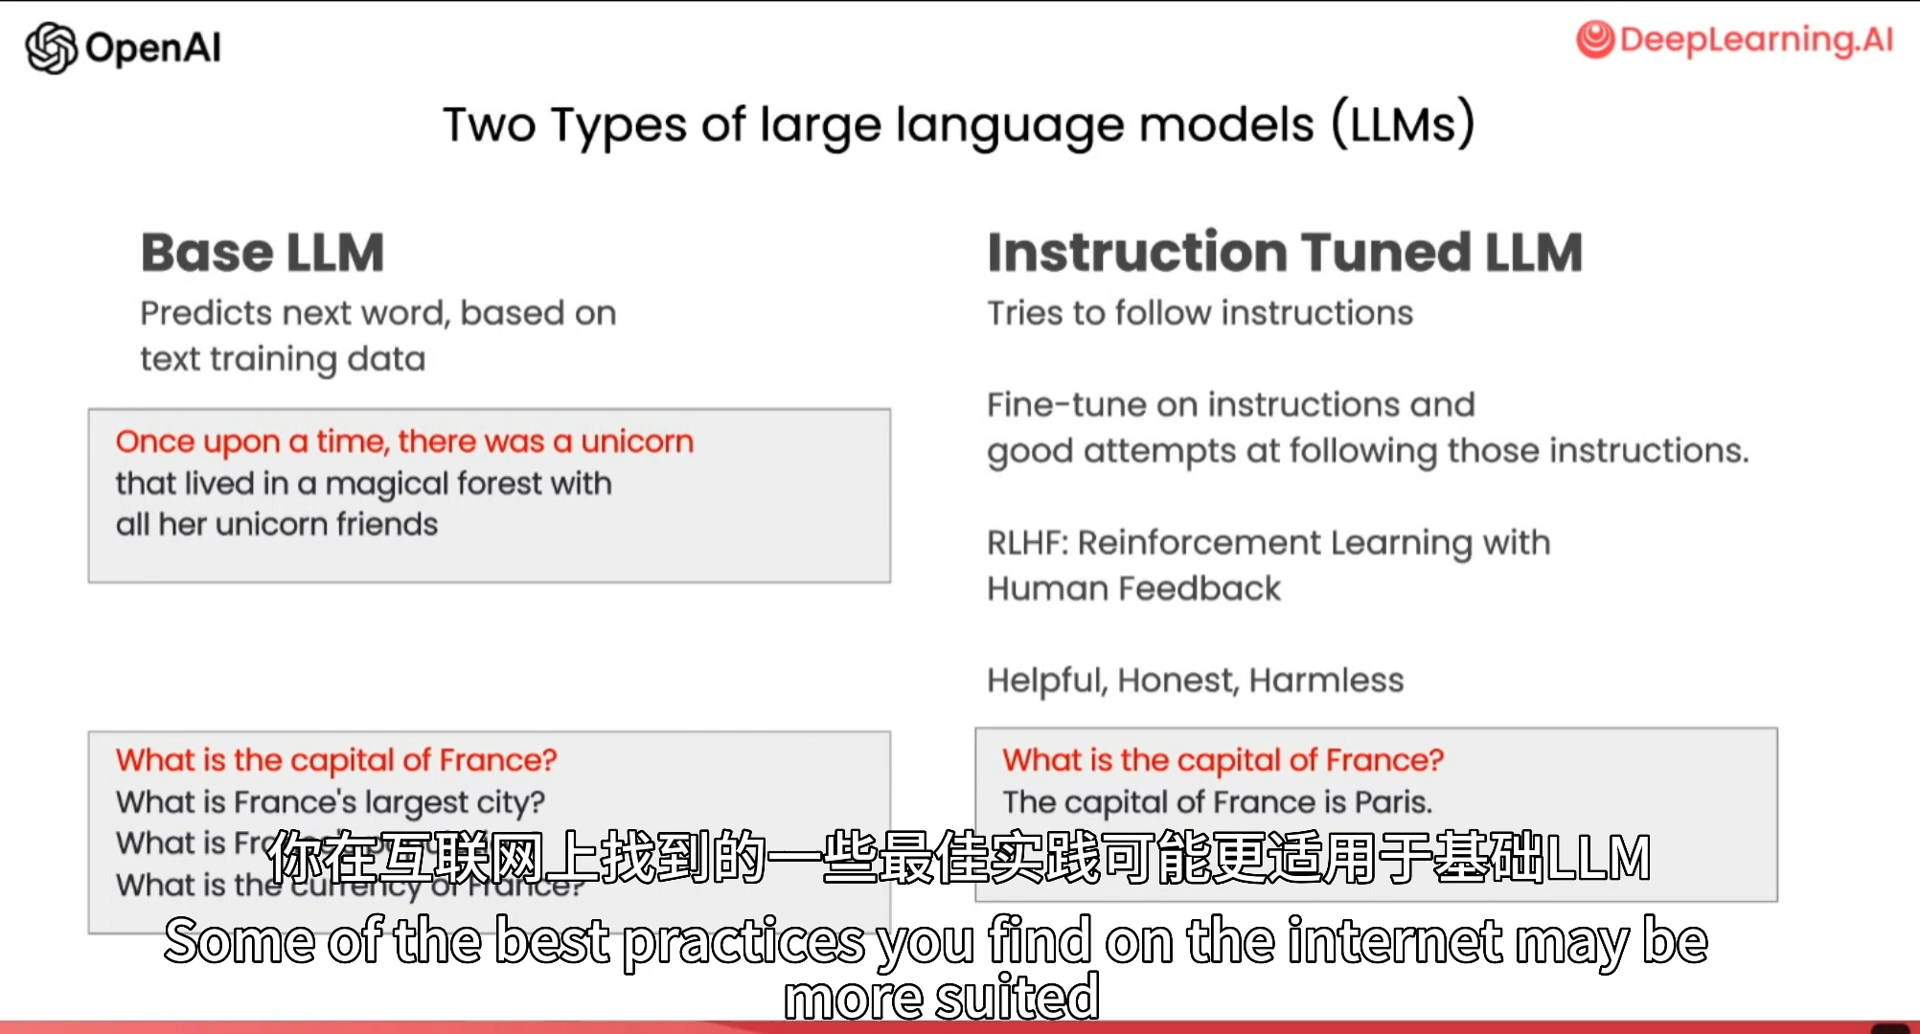 OpenAI
DeepLearning.AI
Two Types of large language models (LLMs)
Base LLM
Predicts next word, based on
text training data
Once upon a time, there was a unicorn
that lived in a magical forest with
all her unicorn friends
What is the capital of France?
What is France's largest city?
What is
What is the currency of France?
Instruction Tuned LLM
Tries to follow instructions
Fine-tune on instructions and
good attempts at following those instructions.
RLHF: Reinforcement Learning with
Human Feedback
Helpful, Honest, Harmless
What is the capital of France?
The capital of France is Paris.
你在互联网上找到的一些最佳实践可能更适用于基础LLM
Some of the best practices you find on the internet may be
more suited